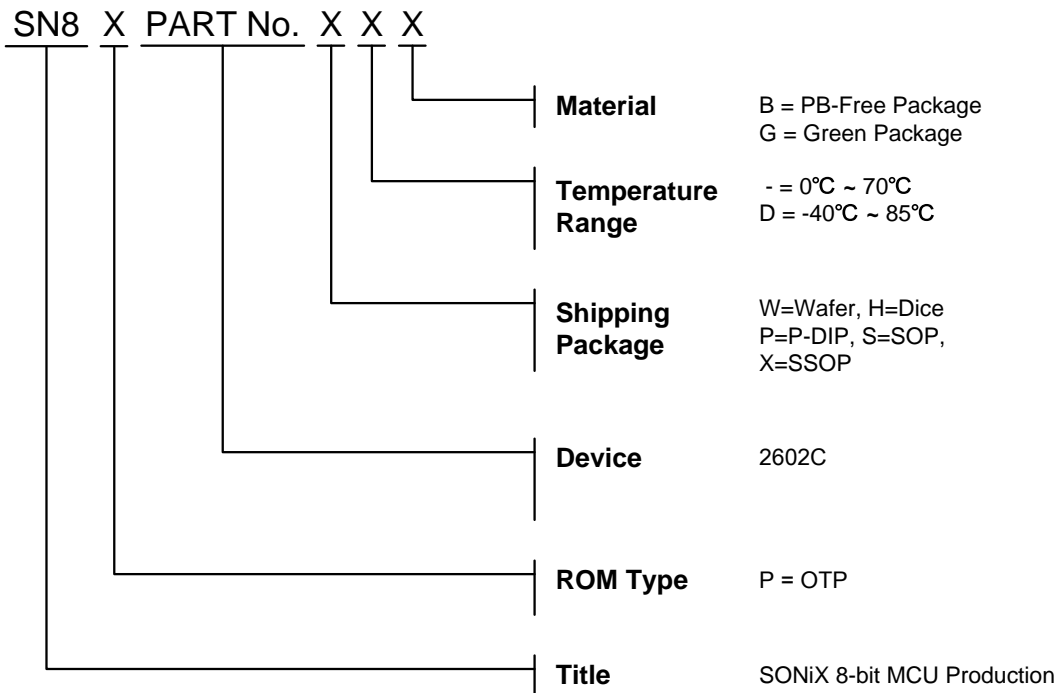 SN8 X PART No. X X X
Material B = PB-Free Package
G = Green Package
Temperature - = 0℃ ~ 70℃
Range D = -40℃ ~ 85℃
Shipping W=Wafer, H=Dice
Package P=P-DIP, S=SOP,
X=SSOP
Device 2602C
ROM Type P = OTP
Title SONiX 8-bit MCU Production